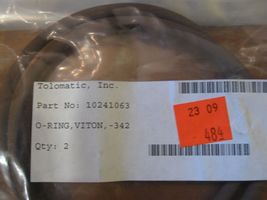 Tolomatic, Inc.
Part No: 10241063
O-RING,VITON,-342
Qty: 2
23 09
484